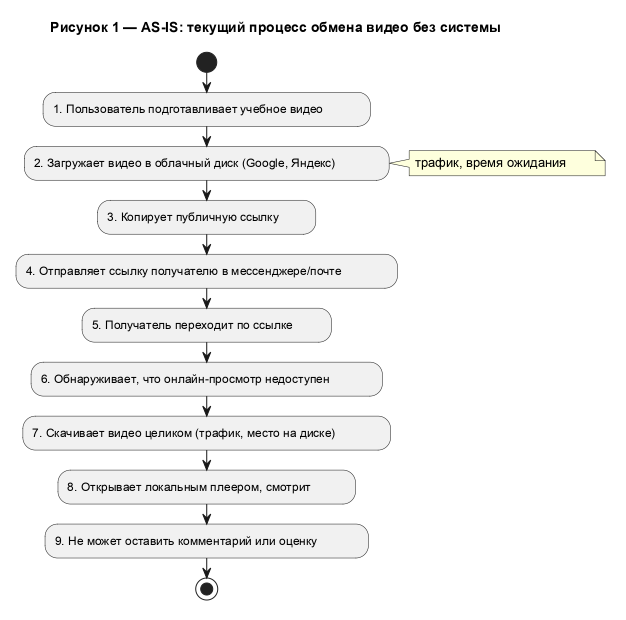 Рисунок 1 — AS-IS: текущий процесс обмена видео без системы
1. Пользователь подготавливает учебное видео
2. Загружает видео в облачный диск (Google, Яндекс)
трафик, время ожидания
3. Копирует публичную ссылку
4. Отправляет ссылку получателю в мессенджере/почте
5. Получатель переходит по ссылке
6. Обнаруживает, что онлайн-просмотр недоступен
7. Скачивает видео целиком (трафик, место на диске)
8. Открывает локальным плеером, смотрит
9. Не может оставить комментарий или оценку